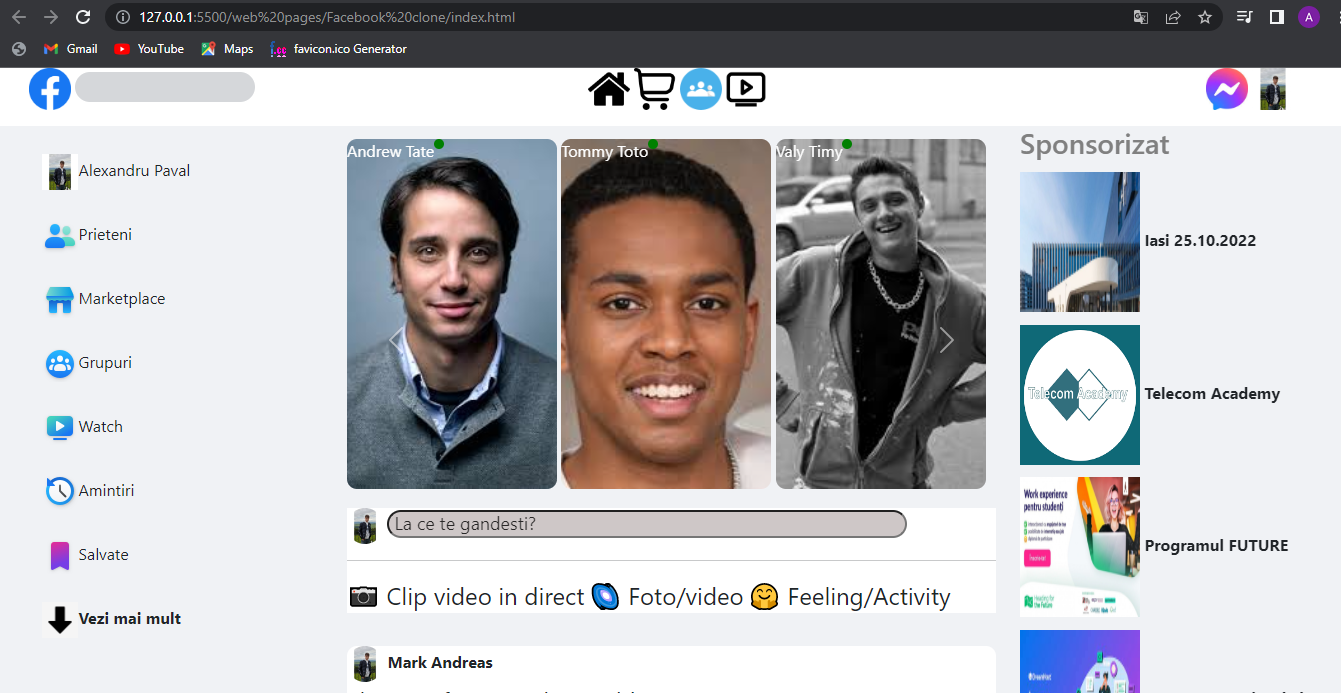 127.0.0.1:5500/web%20pages/Facebook%20clone/index.html
A
Gmail
YouTube
Maps
favicon.ico Generator
Alexandru Paval
Prieteni
Marketplace
Grupuri
Watch
Amintiri
Salvate
Vezi mai mult
Andrew Tate
Tommy Toto
Valy Timy
La ce te gandesti?
Clip video in direct
Foto/video
Feeling/Activity
Mark Andreas
Sponsorizat
Iasi 25.10.2022
Telecom Academy
Telecom Academy
Work experience
pentru studenți
Programul FUTURE